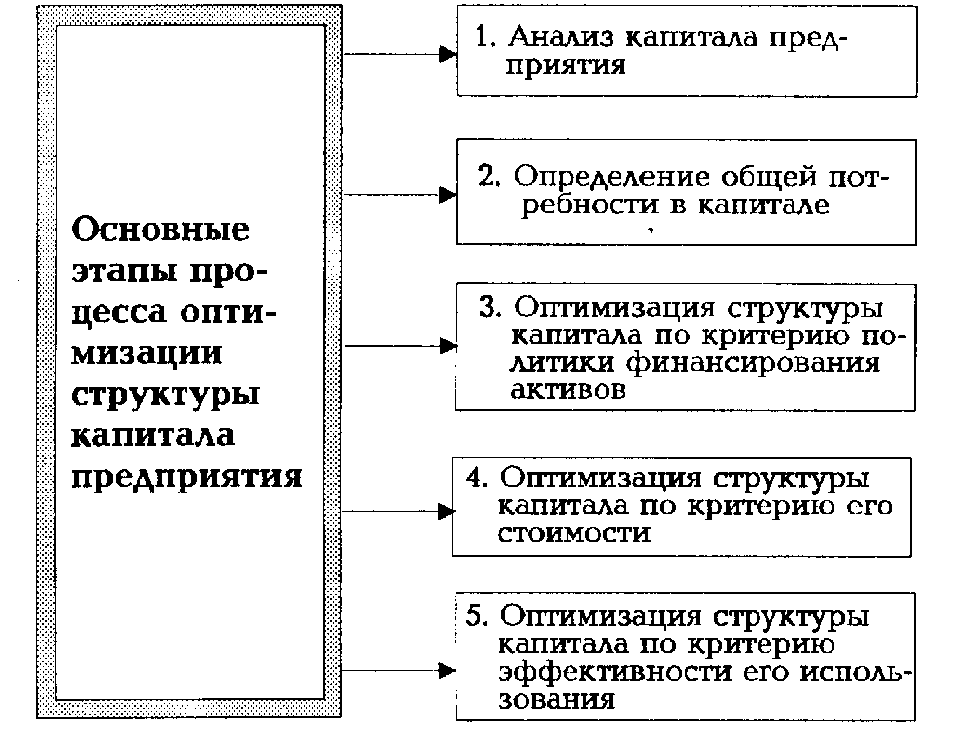 Основные
этапы про-
цесса опти-
мизации
структуры
капитала
предприятия
1. Анализ капитала пред-
приятия
2. Определение общей пот-
ребности в капитале
3. Оптимизация структуры
капитала по критерию по-
литики финансирования
активов
4. Оптимизация структуры
капитала по критерию его
стоимости
5. Оптимизация структуры
капитала по критерию
эффективности его исполь-
зования